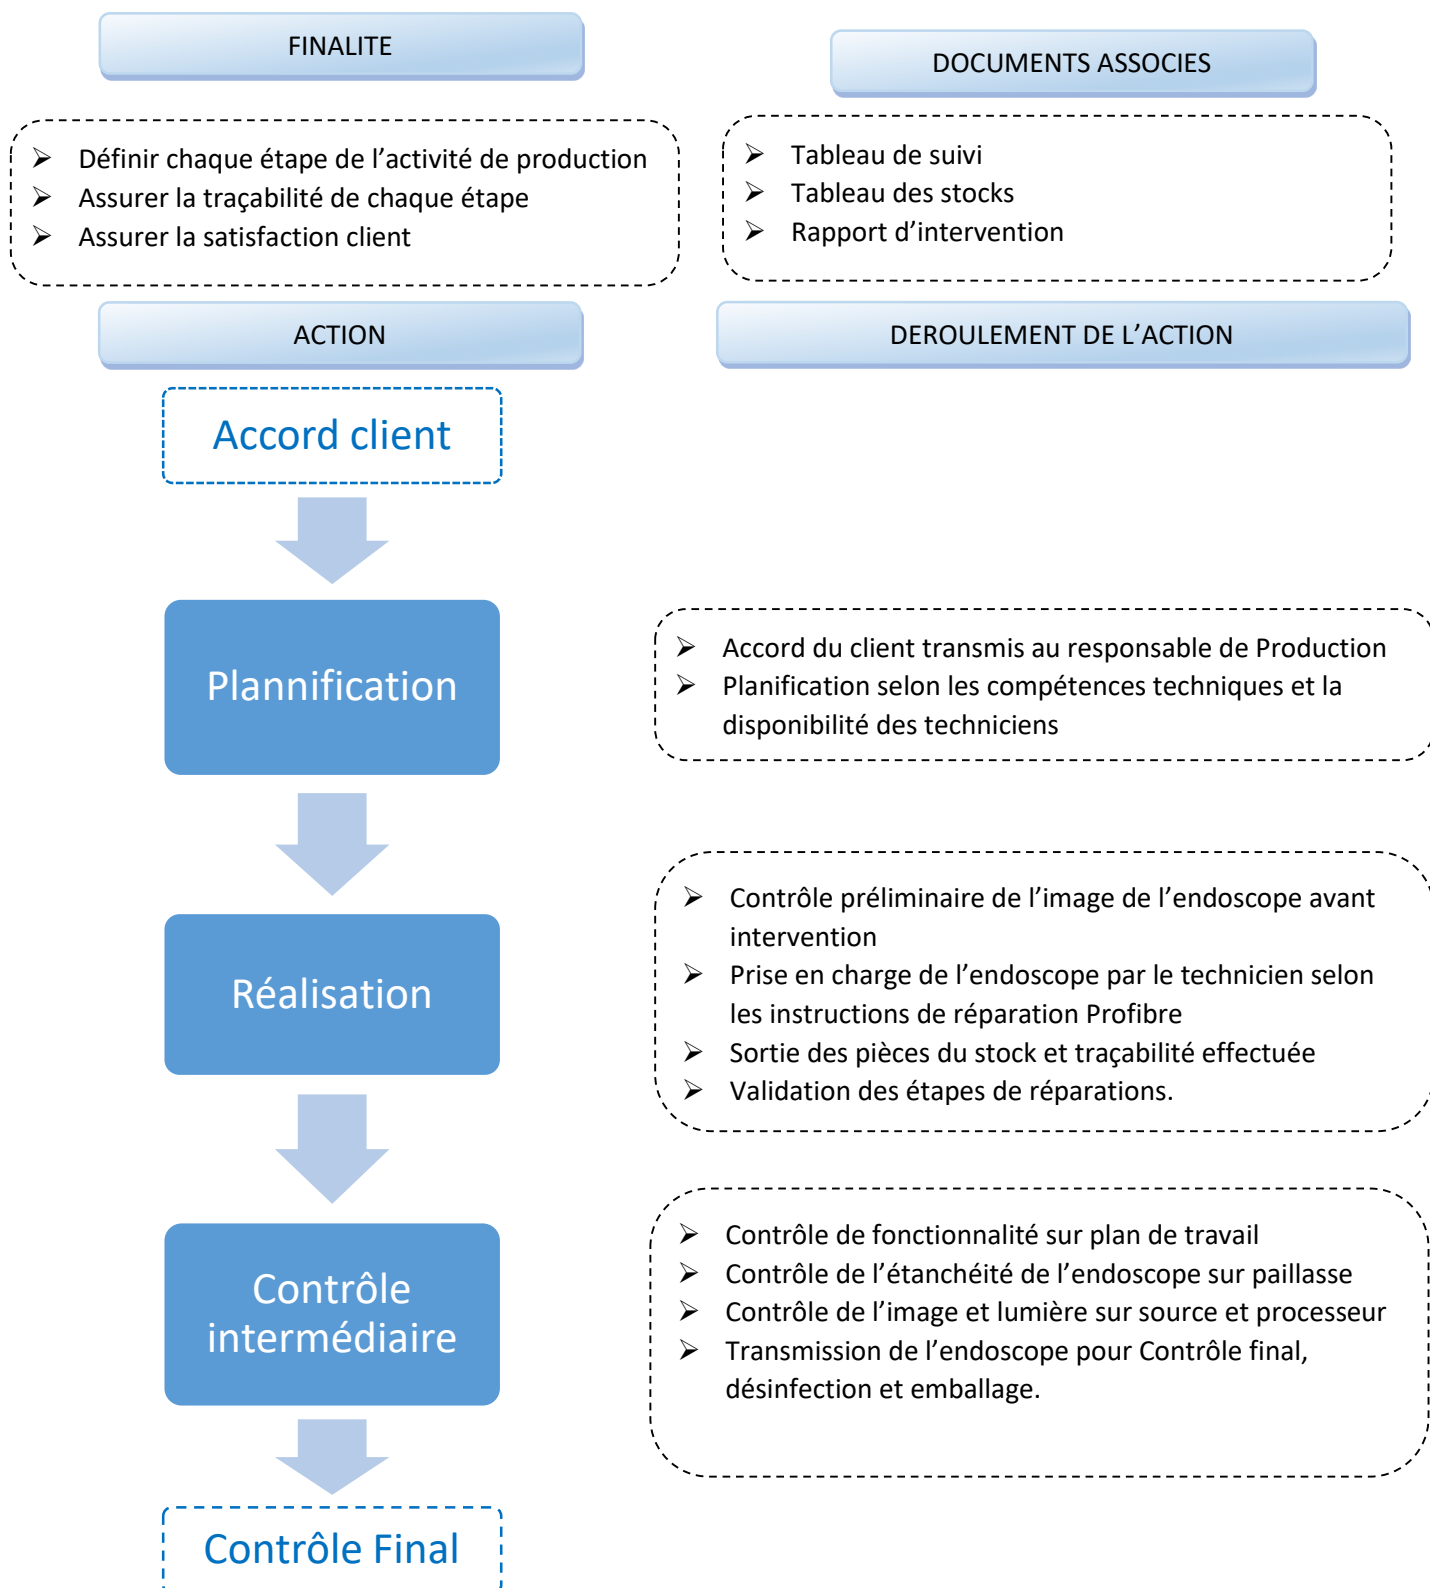 FINALITE
DOCUMENTS ASSOCIES
➢ Définir chaque étape de l’activité de production
➢ Assurer la traçabilité de chaque étape
➢ Assurer la satisfaction client
➢ Tableau de suivi
➢ Tableau des stocks
➢ Rapport d’intervention
ACTION
DEROULEMENT DE L’ACTION
Accord client
Plannification
➢ Accord du client transmis au responsable de Production
➢ Planification selon les compétences techniques et la
disponibilité des techniciens
Réalisation
➢ Contrôle préliminaire de l’image de l’endoscope avant
intervention
➢ Prise en charge de l’endoscope par le technicien selon
les instructions de réparation Profibre
➢ Sortie des pièces du stock et traçabilité effectuée
➢ Validation des étapes de réparations.
Contrôle
intermédiaire
➢ Contrôle de fonctionnalité sur plan de travail
➢ Contrôle de l’étanchéité de l’endoscope sur paillasse
➢ Contrôle de l’image et lumière sur source et processeur
➢ Transmission de l’endoscope pour Contrôle final,
désinfection et emballage.
Contrôle Final